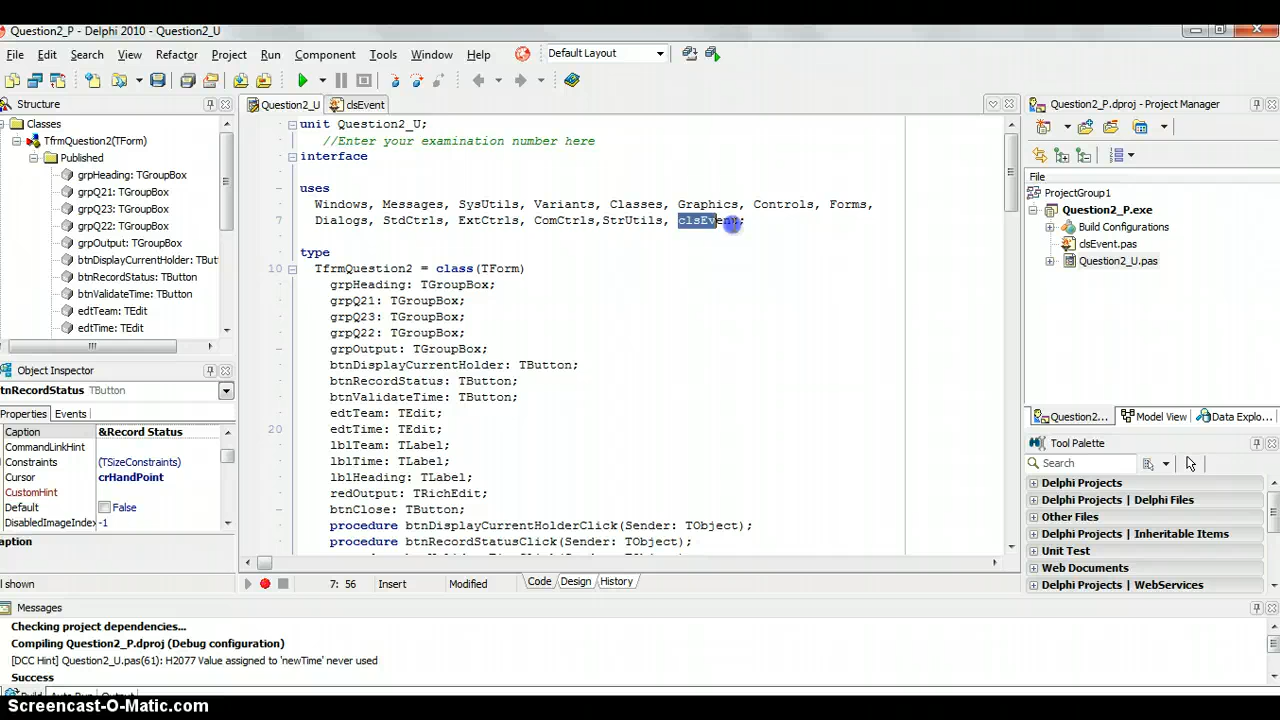 Question2_P - Delphi 2010 - Question2_U
File Edit Search View Refactor Project Run Component Tools Window Help Default Layout
Structure
Classes
TfrmQuestion2(TForm)
Published
grpHeading: TGroupBox
grpQ21: TGroupBox
grpQ23: TGroupBox
grpQ22: TGroupBox
grpOutput: TGroupBox
btnDisplayCurrentHolder: TBut
btnRecordStatus: TButton
btnValidateTime: TButton
edtTeam: TEdit
edtTime: TEdit
Object Inspector
tnRecordStatus TButton
Properties Events
Caption &Record Status
CommandLinkHint
Constraints (TSizeConstraints)
Cursor crHandPoint
CustomHint
Default False
DisabledImageIndex -1
aption
ll shown
Question2_U clsEvent
unit Question2_U;
//Enter your examination number here
interface
uses
Windows, Messages, SysUtils, Variants, Classes, Graphics, Controls, Forms,
7 Dialogs, StdCtrls, ExtCtrls, ComCtrls,StrUtils, clsEvent;
type
10 TfrmQuestion2 = class(TForm)
grpHeading: TGroupBox;
grpQ21: TGroupBox;
grpQ23: TGroupBox;
grpQ22: TGroupBox;
grpOutput: TGroupBox;
btnDisplayCurrentHolder: TButton;
btnRecordStatus: TButton;
btnValidateTime: TButton;
edtTeam: TEdit;
20 edtTime: TEdit;
lblTeam: TLabel;
lblTime: TLabel;
lblHeading: TLabel;
redOutput: TRichEdit;
btnClose: TButton;
procedure btnDisplayCurrentHolderClick(Sender: TObject);
procedure btnRecordStatusClick(Sender: TObject);
7: 56 Insert Modified Code Design History
Question2_P.dproj - Project Manager
File
ProjectGroup1
Question2_P.exe
Build Configurations
clsEvent.pas
Question2_U.pas
Question2... Model View Data Explo...
Tool Palette
Search
Delphi Projects
Delphi Projects | Delphi Files
Other Files
Delphi Projects | Inheritable Items
Unit Test
Web Documents
Delphi Projects | WebServices
Messages
Checking project dependencies...
Compiling Question2_P.dproj (Debug configuration)
[DCC Hint] Question2_U.pas(61): H2077 Value assigned to 'newTime' never used
Success
Screencast-O-Matic.com